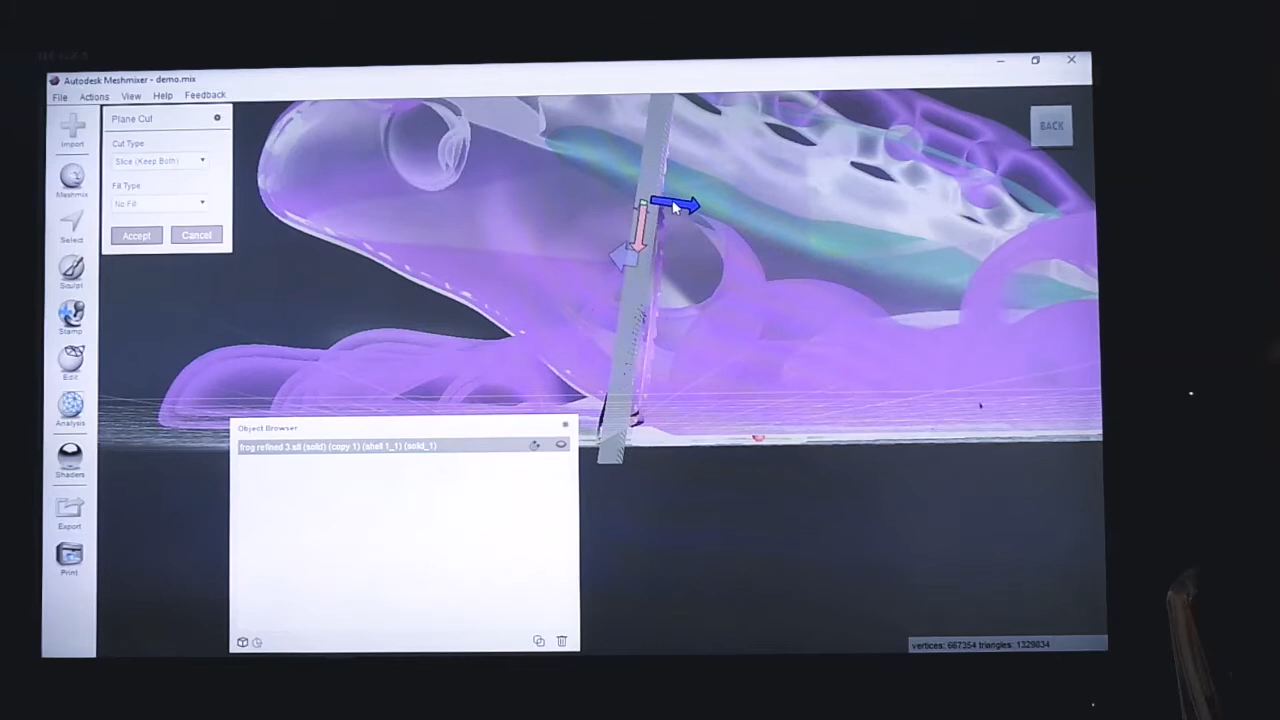 Autodesk Meshmixer - demo.mix
File Actions View Help Feedback
Import
Meshmix
Select
Sculpt
Stamp
Edit
Analysis
Shaders
Export
Print
Plane Cut
Cut Type
Slice (Keep Both)
Fill Type
No Fill
Accept Cancel
BACK
Object Browser
frog refined 3.stl (solid) (copy 1) (shell 1_1) (solid_1)
vertices: 667354 triangles: 1329834